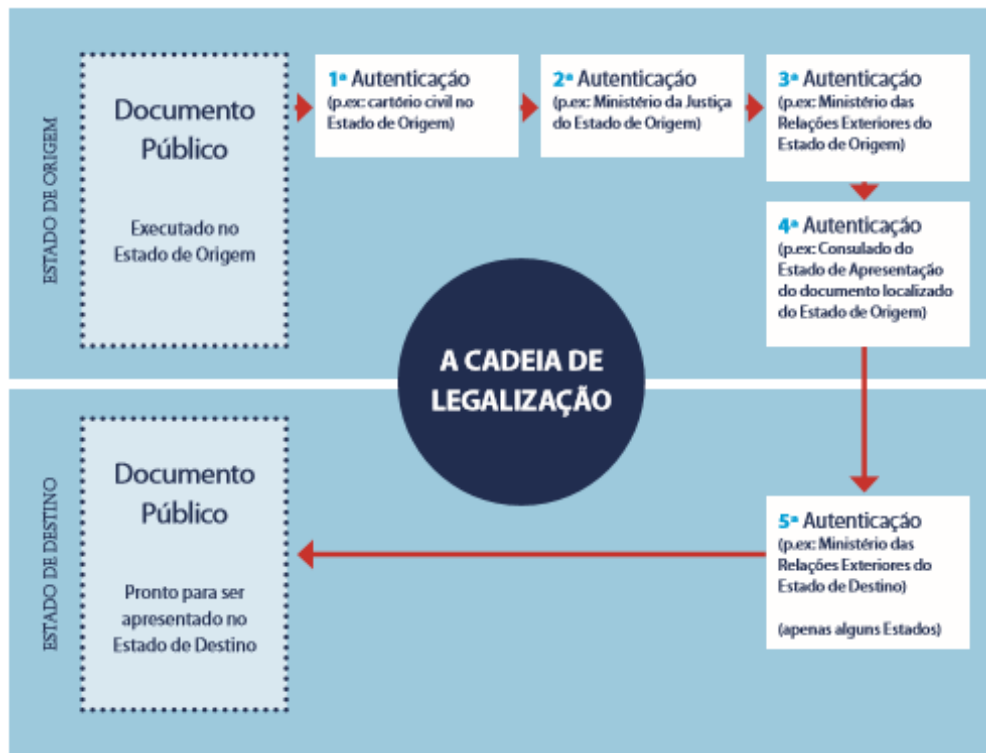 ESTADO DE ORIGEM
Documento
Público
Executado no
Estado de Origem
1ª Autenticação
(p.ex: cartório civil no
Estado de Origem)
2ª Autenticação
(p.ex: Ministério da Justiça
do Estado de Origem)
3ª Autenticação
(p.ex: Ministério das
Relações Exteriores do
Estado de Origem)
4ª Autenticação
(p.ex: Consulado do
Estado de Apresentação
do documento localizado
do Estado de Origem)
A CADEIA DE
LEGALIZAÇÃO
ESTADO DE DESTINO
5ª Autenticação
(p.ex: Ministério das
Relações Exteriores do
Estado de Destino)
(apenas alguns Estados)
Documento
Público
Pronto para ser
apresentado no
Estado de Destino